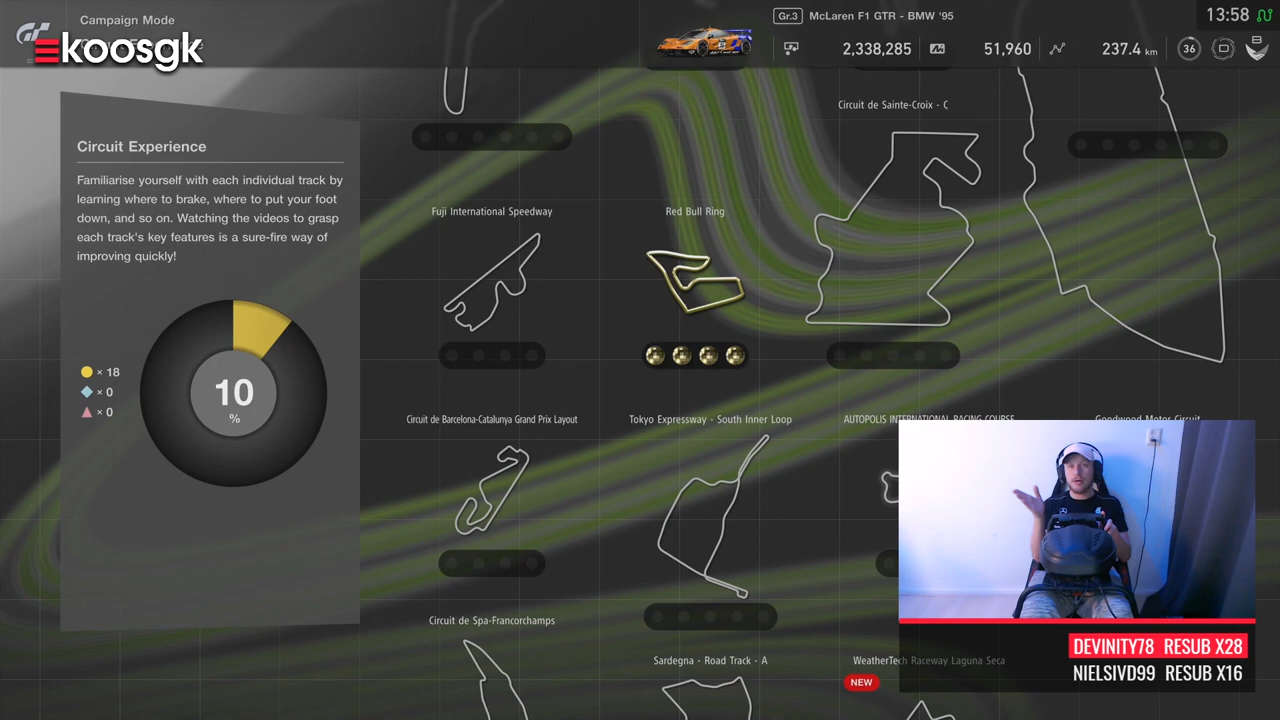 Campaign Mode
koosgk
Gr.3 McLaren F1 GTR - BMW '95
13:58
2,338,285
51,960
237.4 km
36
Circuit Experience
Familiarise yourself with each individual track by
learning where to brake, where to put your foot
down, and so on. Watching the videos to grasp
each track's key features is a sure-fire way of
improving quickly!
× 18
× 0
× 0
10
%
Circuit de Sainte-Croix - C
Fuji International Speedway
Red Bull Ring
Circuit de Barcelona-Catalunya Grand Prix Layout
Tokyo Expressway - South Inner Loop
AUTOPOLIS INTERNATIONAL RACING COURSE
Goodwood Motor Circuit
Circuit de Spa-Francorchamps
Sardegna - Road Track - A
WeatherTech Raceway Laguna Seca
NEW
DEVINITY78 RESUB X28
NIELSIVD99 RESUB X16